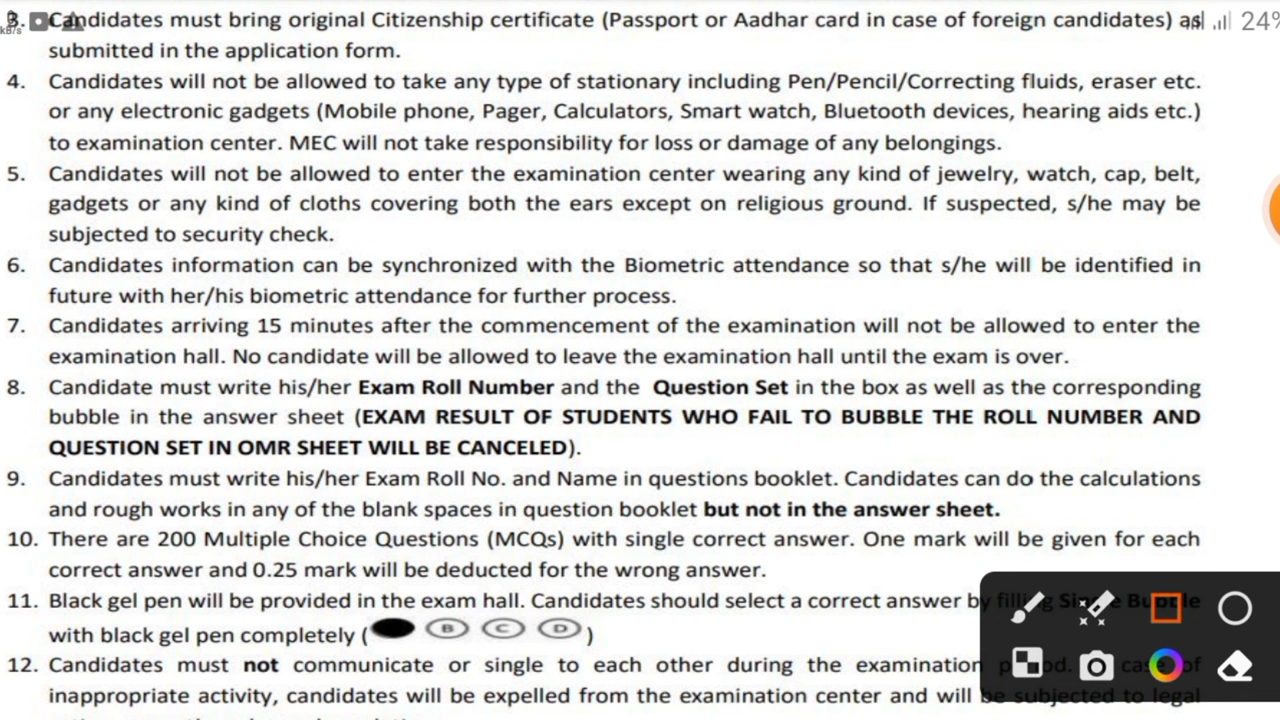 3. Candidates must bring original Citizenship certificate (Passport or Aadhar card in case of foreign candidates) as
kB/s
24%
submitted in the application form.
4. Candidates will not be allowed to take any type of stationary including Pen/Pencil/Correcting fluids, eraser etc.
or any electronic gadgets (Mobile phone, Pager, Calculators, Smart watch, Bluetooth devices, hearing aids etc.)
to examination center. MEC will not take responsibility for loss or damage of any belongings.
5. Candidates will not be allowed to enter the examination center wearing any kind of jewelry, watch, cap, belt,
gadgets or any kind of cloths covering both the ears except on religious ground. If suspected, s/he may be
subjected to security check.
6. Candidates information can be synchronized with the Biometric attendance so that s/he will be identified in
future with her/his biometric attendance for further process.
7. Candidates arriving 15 minutes after the commencement of the examination will not be allowed to enter the
examination hall. No candidate will be allowed to leave the examination hall until the exam is over.
8. Candidate must write his/her Exam Roll Number and the Question Set in the box as well as the corresponding
bubble in the answer sheet (EXAM RESULT OF STUDENTS WHO FAIL TO BUBBLE THE ROLL NUMBER AND
QUESTION SET IN OMR SHEET WILL BE CANCELED).
9. Candidates must write his/her Exam Roll No. and Name in questions booklet. Candidates can do the calculations
and rough works in any of the blank spaces in question booklet but not in the answer sheet.
10. There are 200 Multiple Choice Questions (MCQs) with single correct answer. One mark will be given for each
correct answer and 0.25 mark will be deducted for the wrong answer.
11. Black gel pen will be provided in the exam hall. Candidates should select a correct answer by filling Single Bubble
with black gel pen completely ( B C D )
12. Candidates must not communicate or single to each other during the examination case of
inappropriate activity, candidates will be expelled from the examination center and will be subjected to legal